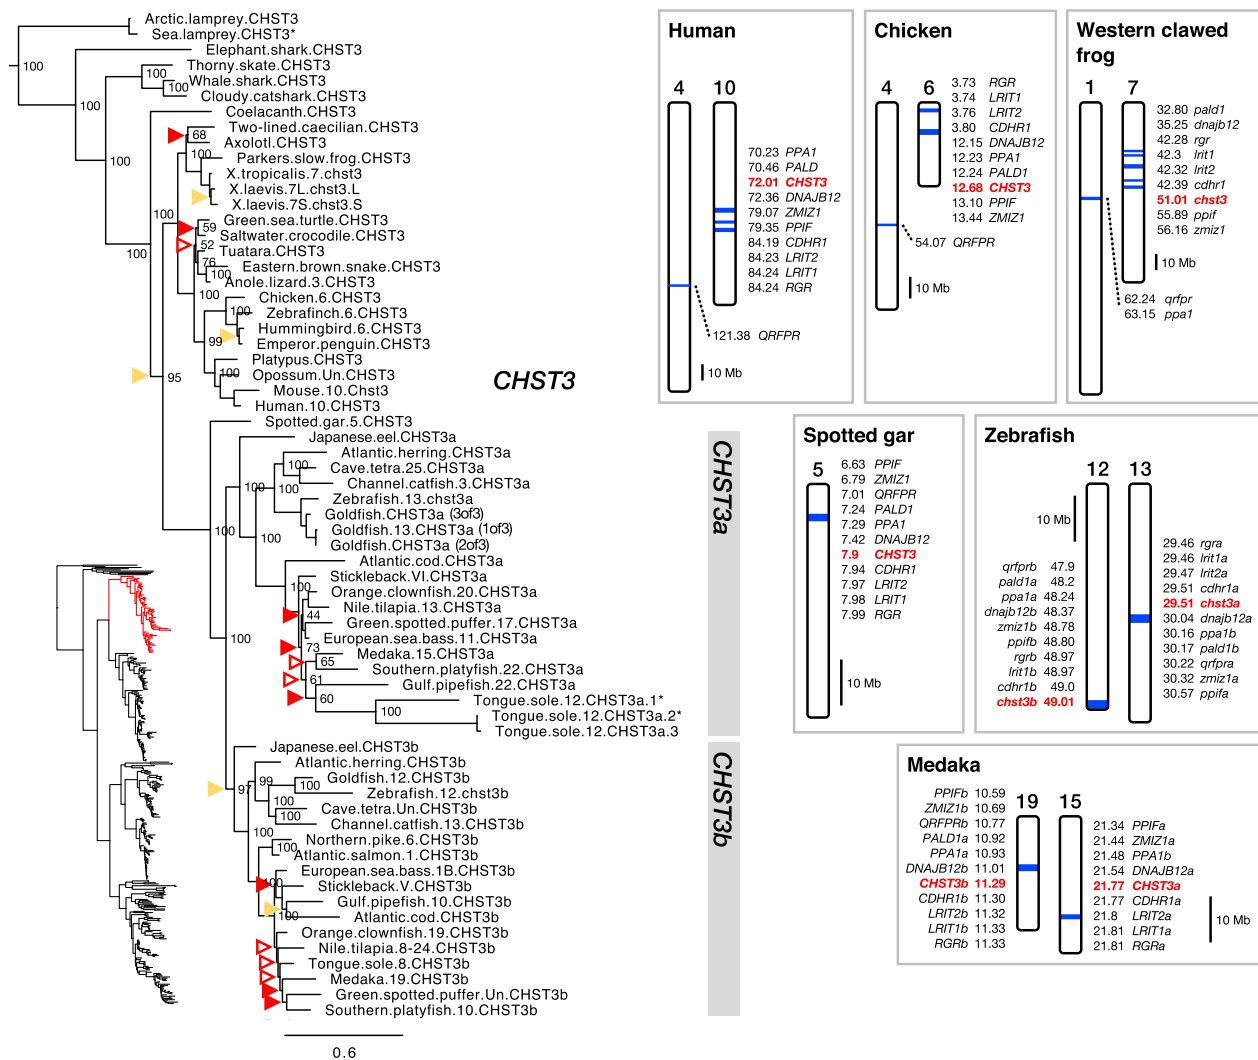 Arctic.lamprey.CHST3
Sea.lamprey.CHST3*
100
Elephant.shark.CHST3
Thorny.skate.CHST3
100
Whale.shark.CHST3
100
Cloudy.catshark.CHST3
100
Coelacanth.CHST3
Two-lined.caecilian.CHST3
68
Axolotl.CHST3
100
Parkers.slow.frog.CHST3
100
X.tropicalis.7.chst3
X.laevis.7L.chst3.L
X.laevis.7S.chst3.S
100
Green.sea.turtle.CHST3
59
Saltwater.crocodile.CHST3
52
Tuatara.CHST3
76
Eastern.brown.snake.CHST3
100
Anole.lizard.3.CHST3
100
100
Chicken.6.CHST3
100
Zebrafinch.6.CHST3
Hummingbird.6.CHST3
99
Emperor.penguin.CHST3
Platypus.CHST3
100
Opossum.Un.CHST3
95
Mouse.10.Chst3
Human.10.CHST3
CHST3
Spotted.gar.5.CHST3
Japanese.eel.CHST3a
Atlantic.herring.CHST3a
100
Cave.tetra.25.CHST3a
100
100
Channel.catfish.3.CHST3a
Zebrafish.13.chst3a
100
Goldfish.CHST3a (3of3)
Goldfish.13.CHST3a (1of3)
100
100
Goldfish.CHST3a (2of3)
Atlantic.cod.CHST3a
Stickleback.VI.CHST3a
100
Orange.clownfish.20.CHST3a
Nile.tilapia.13.CHST3a
44
Green.spotted.puffer.17.CHST3a
European.sea.bass.11.CHST3a
100
73
Medaka.15.CHST3a
65
Southern.platyfish.22.CHST3a
61
Gulf.pipefish.22.CHST3a
60
Tongue.sole.12.CHST3a.1*
100
Tongue.sole.12.CHST3a.2*
Tongue.sole.12.CHST3a.3
CHST3a
Japanese.eel.CHST3b
Atlantic.herring.CHST3b
99
Goldfish.12.CHST3b
100
97
Zebrafish.12.chst3b
100
Cave.tetra.Un.CHST3b
100
Channel.catfish.13.CHST3b
100
Northern.pike.6.CHST3b
100
Atlantic.salmon.1.CHST3b
European.sea.bass.1B.CHST3b
100
Stickleback.V.CHST3b
Gulf.pipefish.10.CHST3b
100
Atlantic.cod.CHST3b
Orange.clownfish.19.CHST3b
Nile.tilapia.8-24.CHST3b
Tongue.sole.8.CHST3b
Medaka.19.CHST3b
Green.spotted.puffer.Un.CHST3b
Southern.platyfish.10.CHST3b
CHST3b
0.6
Human
4 10
70.23 PPA1
70.46 PALD
72.01 CHST3
72.36 DNAJB12
79.07 ZMIZ1
79.35 PPIF
84.19 CDHR1
84.23 LRIT2
84.24 LRIT1
84.24 RGR
121.38 QRFPR
10 Mb
Chicken
4 6
3.73 RGR
3.74 LRIT1
3.76 LRIT2
3.80 CDHR1
12.15 DNAJB12
12.23 PPA1
12.24 PALD1
12.68 CHST3
13.10 PPIF
13.44 ZMIZ1
54.07 QRFPR
10 Mb
Western clawed
frog
1 7
32.80 pald1
35.25 dnajb12
42.28 rgr
42.3 lrit1
42.32 lrit2
42.39 cdhr1
51.01 chst3
55.89 ppif
56.16 zmiz1
10 Mb
62.24 qrfpr
63.15 ppa1
Spotted gar
5
6.63 PPIF
6.79 ZMIZ1
7.01 QRFPR
7.24 PALD1
7.29 PPA1
7.42 DNAJB12
7.9 CHST3
7.94 CDHR1
7.97 LRIT2
7.98 LRIT1
7.99 RGR
10 Mb
Zebrafish
12 13
10 Mb
qrfprb 47.9
pald1a 48.2
ppa1a 48.24
dnajb12b 48.37
zmiz1b 48.78
ppifb 48.80
rgrb 48.97
lrit1b 48.97
cdhr1b 49.0
chst3b 49.01
29.46 rgra
29.46 lrit1a
29.47 lrit2a
29.51 cdhr1a
29.51 chst3a
30.04 dnajb12a
30.16 ppa1b
30.17 pald1b
30.22 qrfpra
30.32 zmiz1a
30.57 ppifa
Medaka
19 15
PPIFb 10.59
ZMIZ1b 10.69
QRFPRb 10.77
PALD1a 10.92
PPA1a 10.93
DNAJB12b 11.01
CHST3b 11.29
CDHR1b 11.30
LRIT2b 11.32
LRIT1b 11.33
RGRb 11.33
21.34 PPIFa
21.44 ZMIZ1a
21.48 PPA1b
21.54 DNAJB12a
21.77 CHST3a
21.77 CDHR1a
21.8 LRIT2a
21.81 LRIT1a
21.81 RGRa
10 Mb